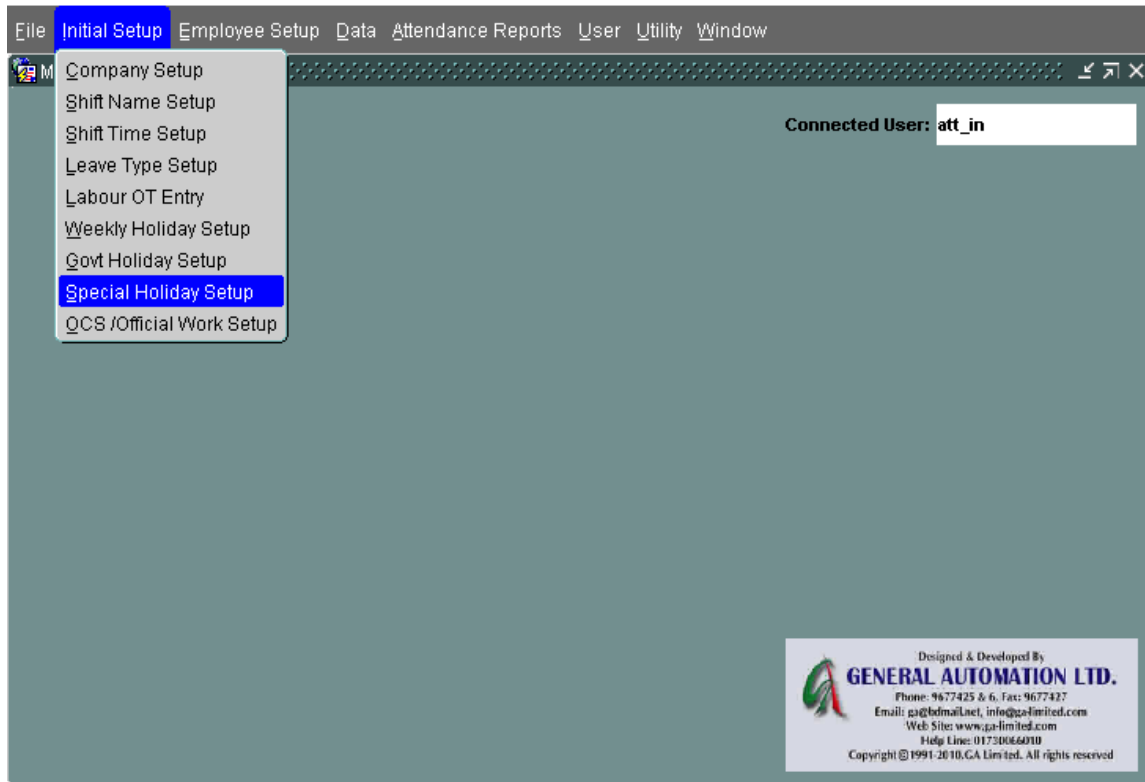 File Initial Setup Employee Setup Data Attendance Reports User Utility Window
M
Company Setup
Shift Name Setup
Shift Time Setup
Leave Type Setup
Labour OT Entry
Weekly Holiday Setup
Govt Holiday Setup
Special Holiday Setup
OCS /Official Work Setup
Connected User: att_in
Designed & Developed By
GENERAL AUTOMATION LTD.
Phone: 9677425 & 6, Fax: 9677427
Email: ga@bdmail.net, info@ga-limited.com
Web Site: www.ga-limited.com
Help Line: 01730066010
Copyright © 1991-2010.GA Limited. All rights reserved